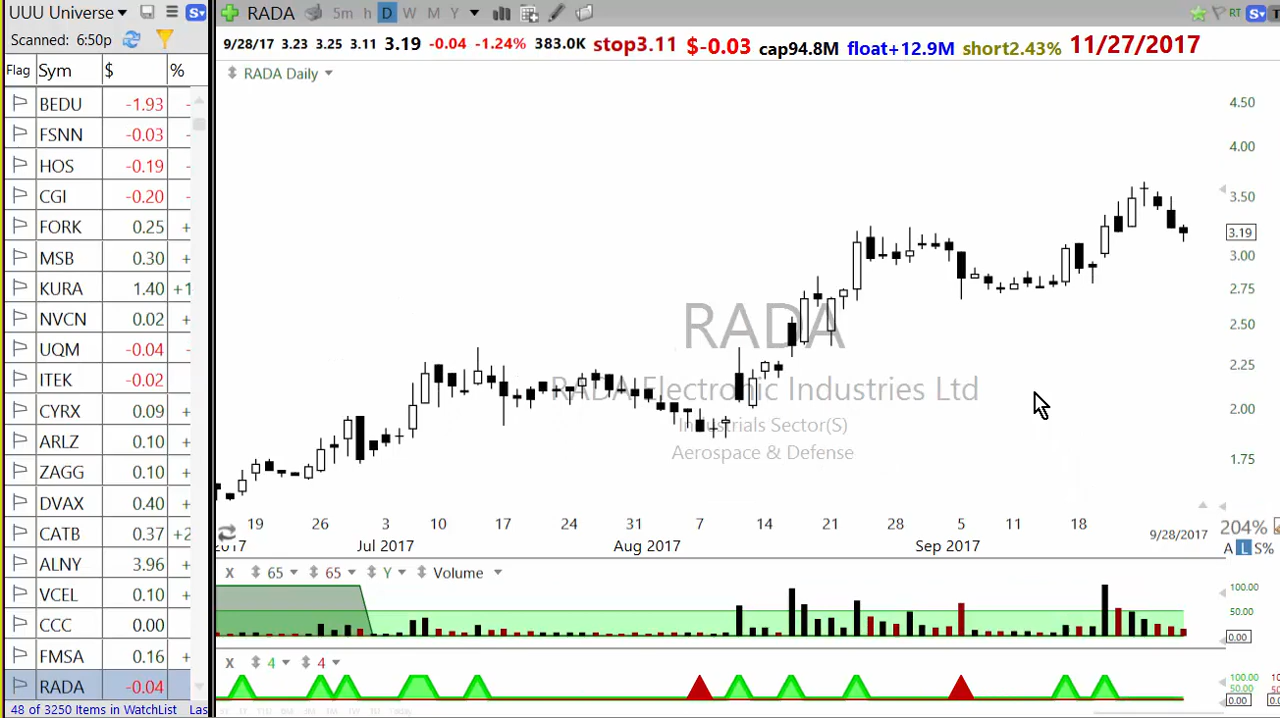 UUU Universe
Scanned: 6:50p
Flag Sym $ %
BEDU -1.93 -
FSNN -0.03 -
HOS -0.19 -
CGI -0.20 -
FORK 0.25 +
MSB 0.30 +
KURA 1.40 +1
NVCN 0.02 +
UQM -0.04 -
ITEK -0.02 -
CYRX 0.09 +
ARLZ 0.10 +
ZAGG 0.10 +
DVAX 0.40 +
CATB 0.37 +2
ALNY 3.96 +
VCEL 0.10 +
CCC 0.00
FMSA 0.16 +
RADA -0.04
48 of 3250 Items in WatchList Las
RADA 5m h D W M Y RT S
9/28/17 3.23 3.25 3.11 3.19 -0.04 -1.24% 383.0K stop3.11 $-0.03 cap94.8M float+12.9M short2.43% 11/27/2017
RADA Daily
4.50
4.00
3.50
3.19
3.00
2.75
2.50
2.25
2.00
1.75
RADA
RADA Electronic Industries Ltd
Industrials Sector(S)
Aerospace & Defense
19 26 3 10 17 24 31 7 14 21 28 5 11 18 9/28/2017
2017 Jul 2017 Aug 2017 Sep 2017
204%
A L S%
X 65 65 Y Volume
100.00
50.00
0.00
X 4 4
100.00
50.00
0.00